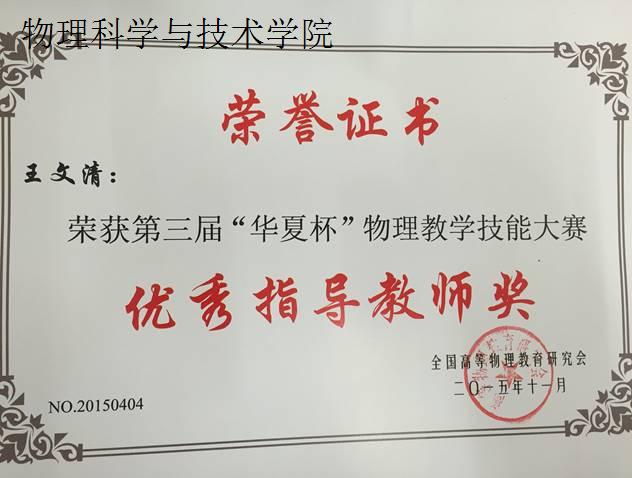 物理科学与技术学院
荣誉证书
王文清：
荣获第三届“华夏杯”物理教学技能大赛
优秀指导教师奖
全国高等物理教育研究会
二〇一五年十一月
NO.20150404